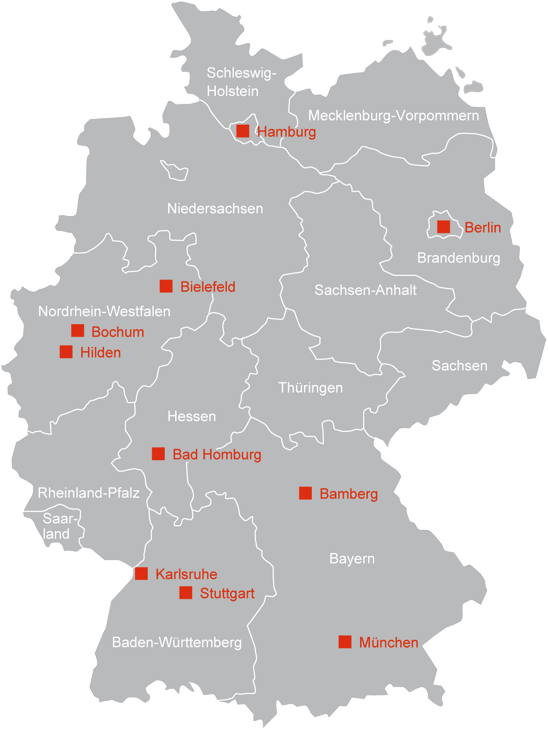 Schleswig-
Holstein
Mecklenburg-Vorpommern
Hamburg
Niedersachsen
Berlin
Brandenburg
Bielefeld
Sachsen-Anhalt
Nordrhein-Westfalen
Bochum
Hilden
Sachsen
Thüringen
Hessen
Bad Homburg
Rheinland-Pfalz
Bamberg
Saar-
land
Bayern
Karlsruhe
Stuttgart
Baden-Württemberg
München